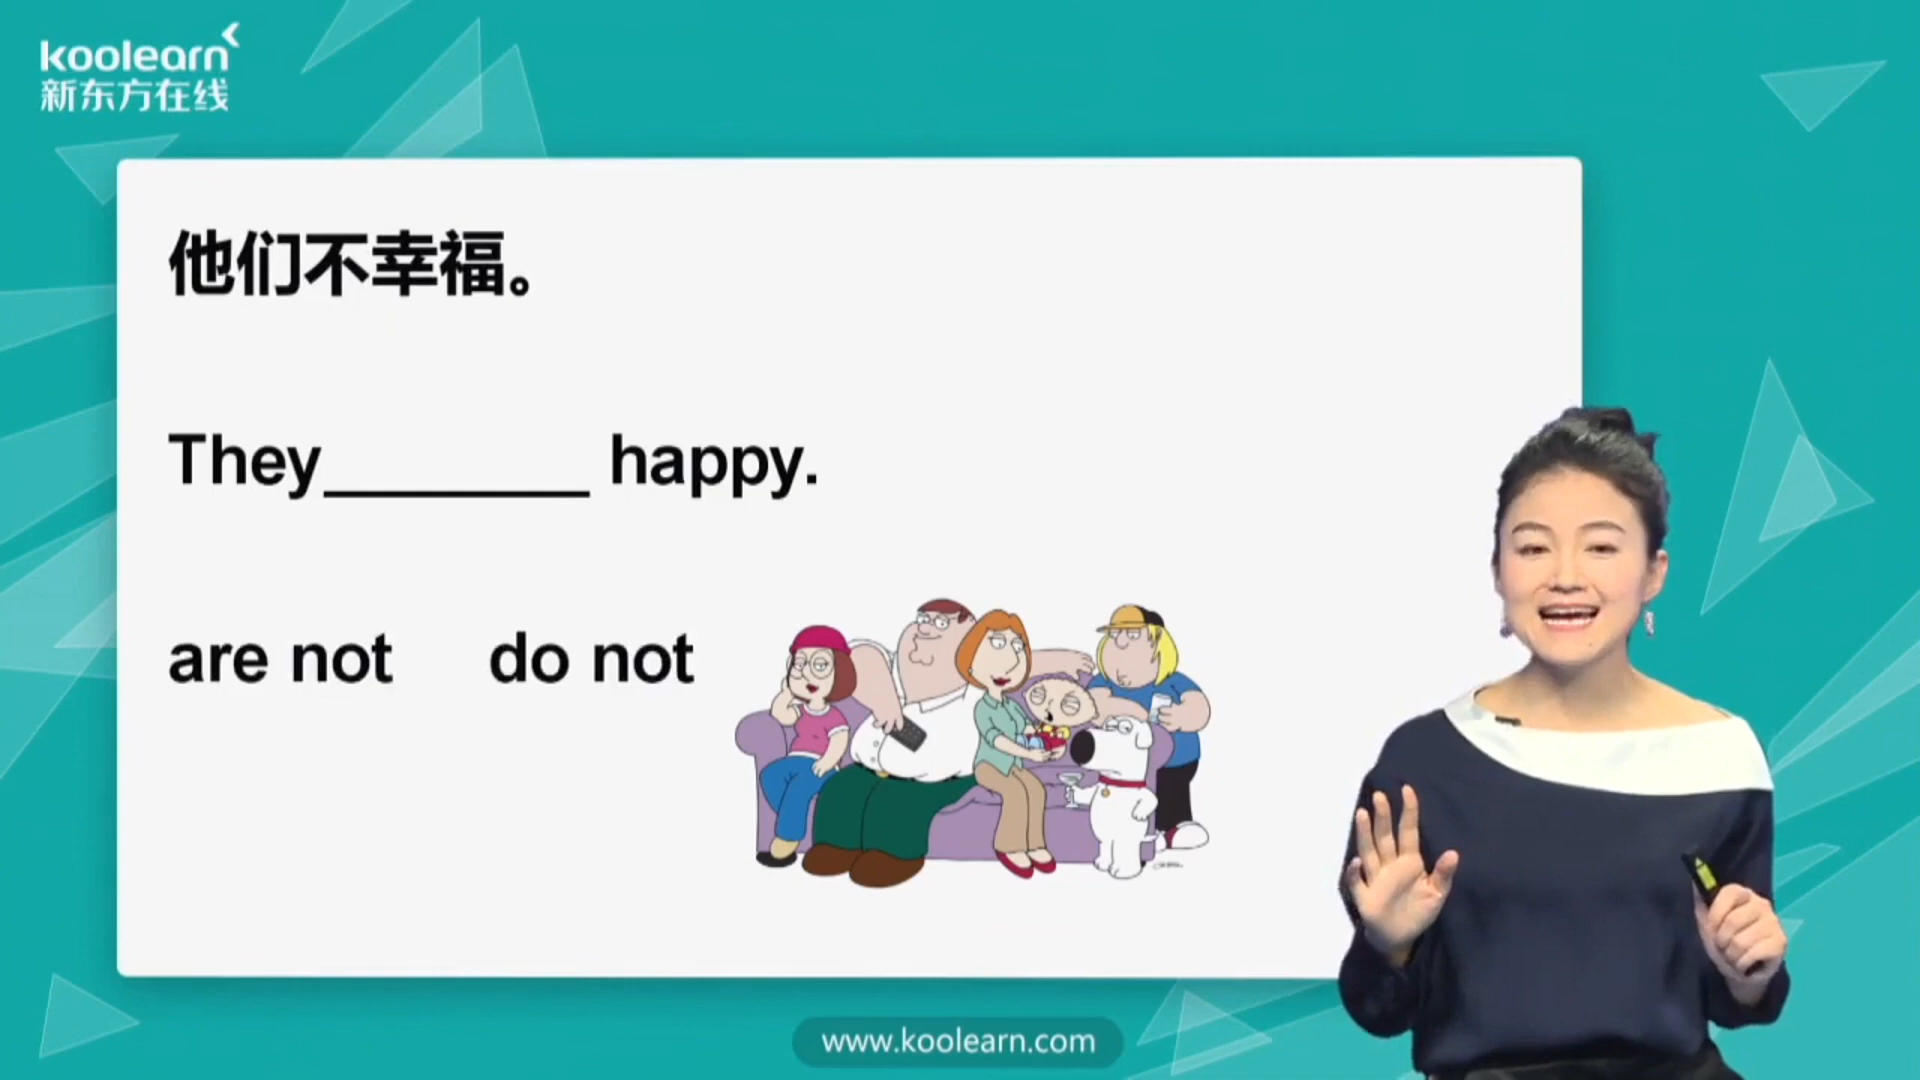 koolearn
新东方在线
他们不幸福。
They________ happy.
are not do not
www.koolearn.com